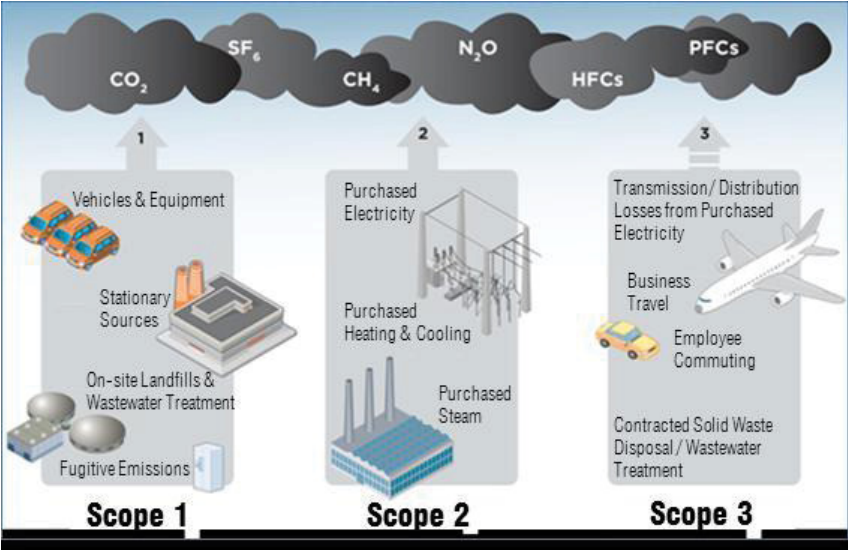 CO₂
SF₆
CH₄
N₂O
HFCs
PFCs
1
Vehicles & Equipment
Stationary
Sources
On-site Landfills &
Wastewater Treatment
Fugitive Emissions
Scope 1
2
Purchased
Electricity
Purchased
Heating & Cooling
Purchased
Steam
Scope 2
3
Transmission/ Distribution
Losses from Purchased
Electricity
Business
Travel
Employee
Commuting
Contracted Solid Waste
Disposal/ Wastewater
Treatment
Scope 3